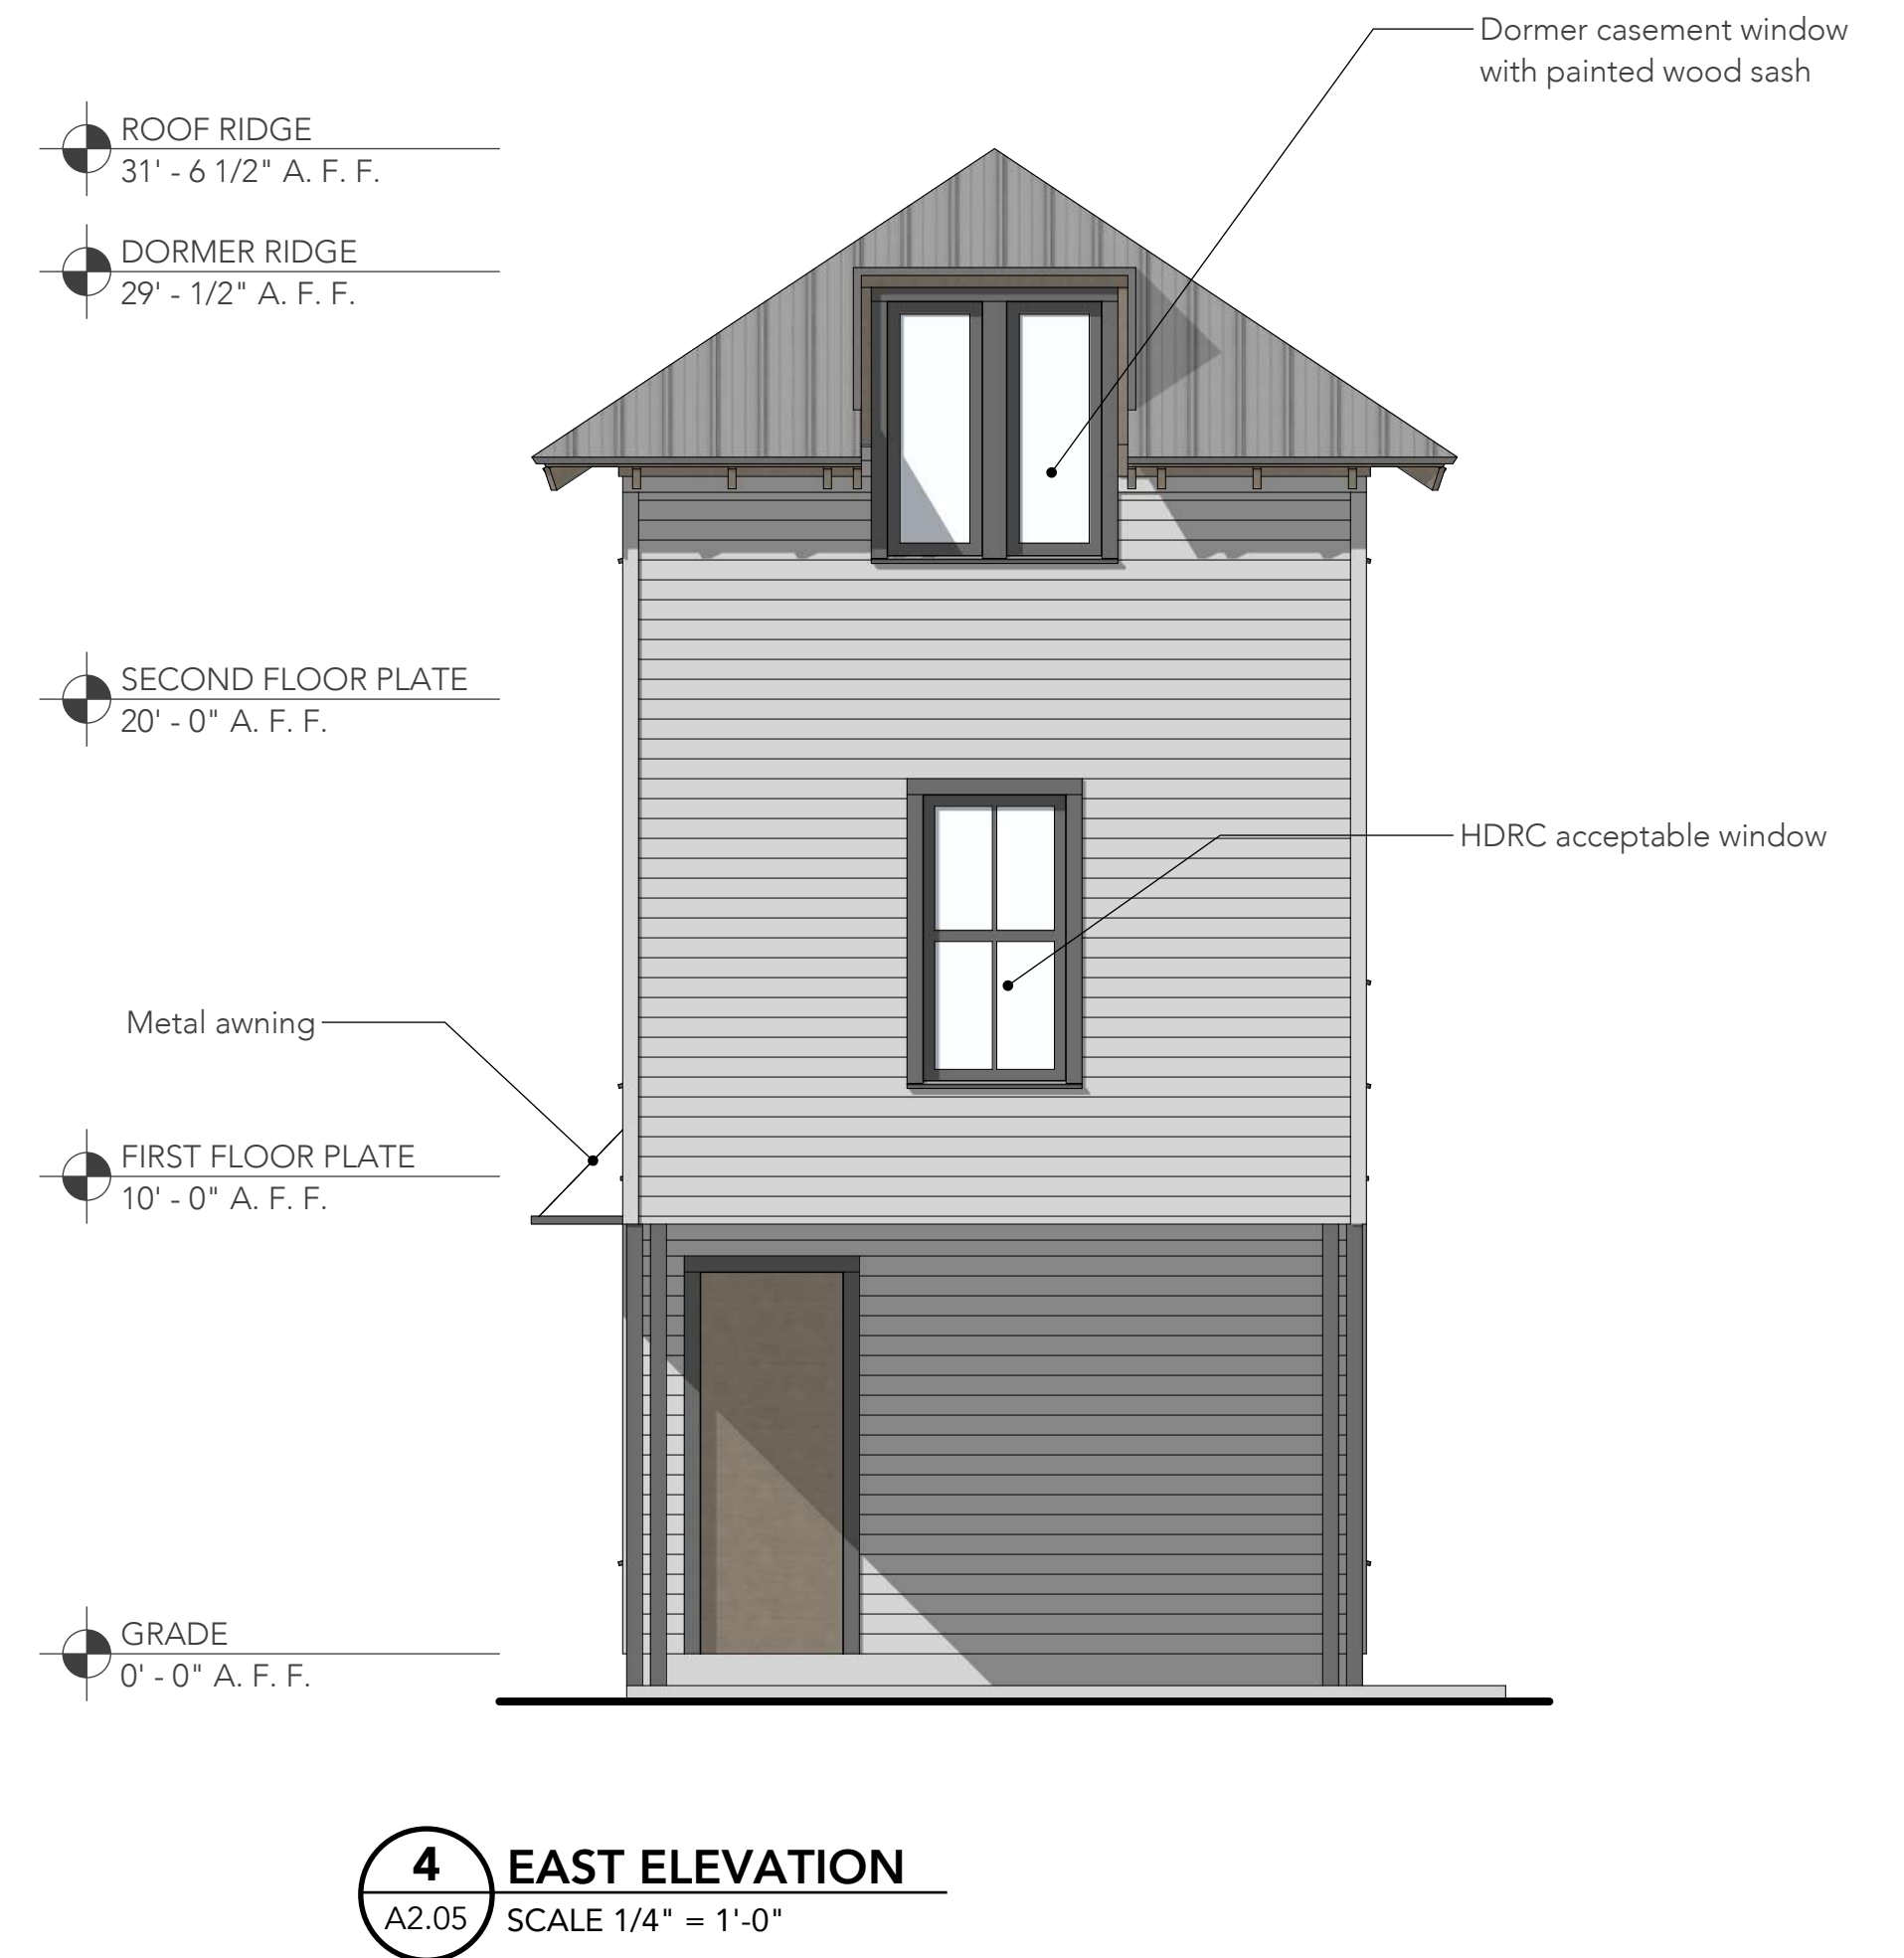 Dormer casement window
with painted wood sash
ROOF RIDGE
31' - 6 1/2" A. F. F.
DORMER RIDGE
29' - 1/2" A. F. F.
SECOND FLOOR PLATE
20' - 0" A. F. F.
HDRC acceptable window
Metal awning
FIRST FLOOR PLATE
10' - 0" A. F. F.
GRADE
0' - 0" A. F. F.
4
EAST ELEVATION
A2.05
SCALE 1/4" = 1'-0"